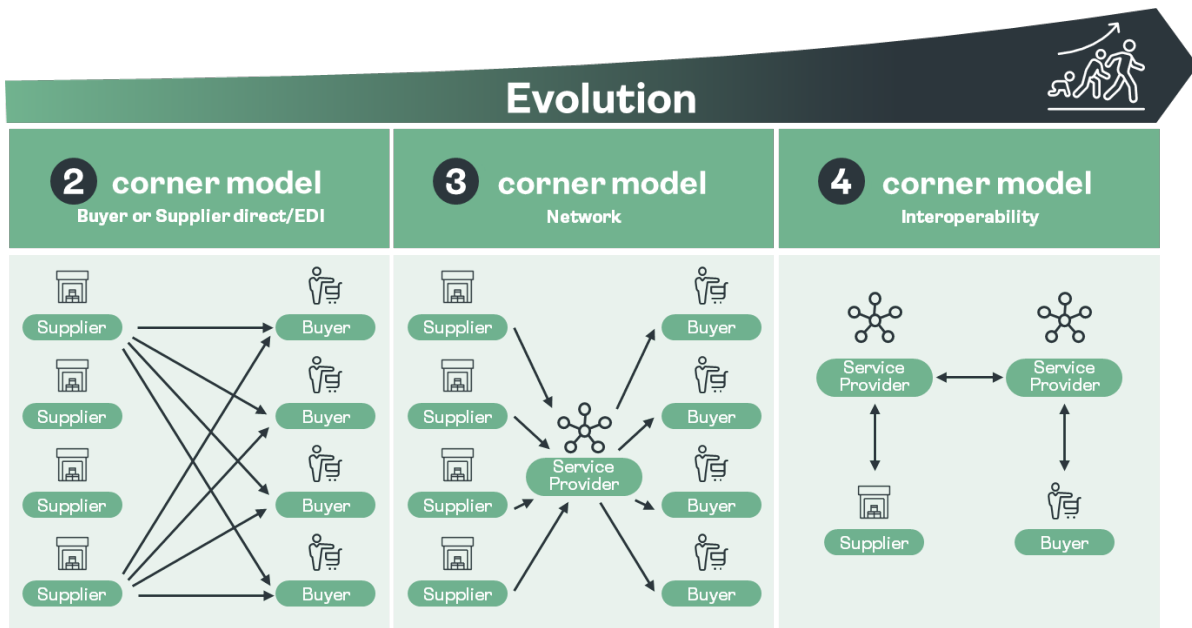 Evolution
2 corner model
Buyer or Supplier direct/EDI
3 corner model
Network
4 corner model
Interoperability
Supplier
Buyer
Supplier
Buyer
Supplier
Buyer
Supplier
Buyer
Supplier
Buyer
Supplier
Buyer
Service
Provider
Supplier
Buyer
Supplier
Buyer
Service
Provider
Service
Provider
Supplier
Buyer